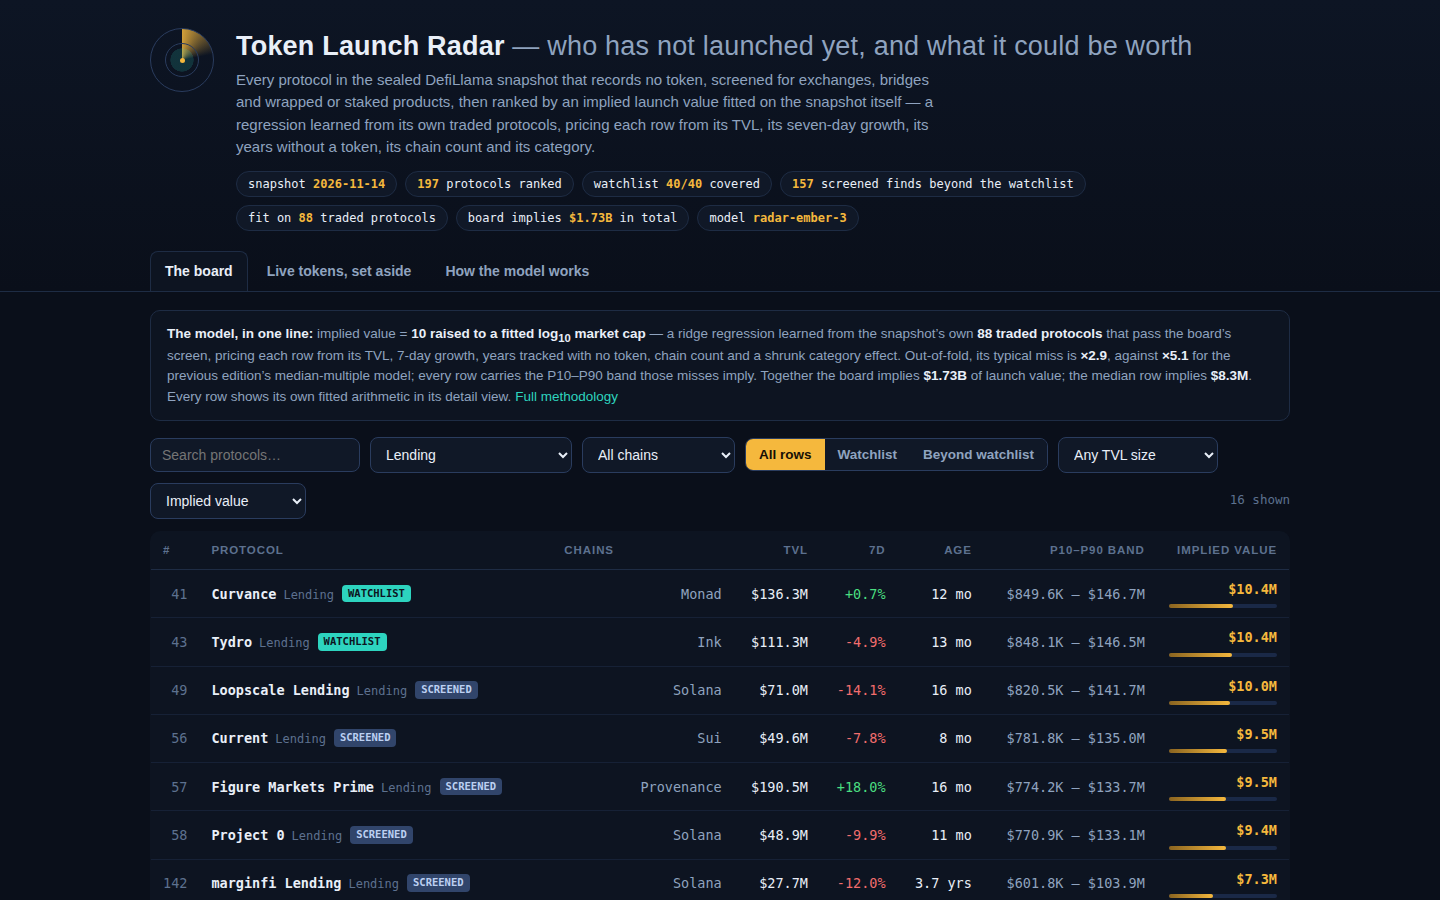 Token Launch Radar — who has not launched yet, and what it could be worth
Every protocol in the sealed DefiLlama snapshot that records no token, screened for exchanges, bridges
and wrapped or staked products, then ranked by an implied launch value fitted on the snapshot itself — a
regression learned from its own traded protocols, pricing each row from its TVL, its seven-day growth, its
years without a token, its chain count and its category.
snapshot 2026-11-14 197 protocols ranked watchlist 40/40 covered 157 screened finds beyond the watchlist
fit on 88 traded protocols board implies $1.73B in total model radar-ember-3
The board Live tokens, set aside How the model works
The model, in one line: implied value = 10 raised to a fitted log10 market cap — a ridge regression learned from the snapshot's own 88 traded protocols that pass the board's
screen, pricing each row from its TVL, 7-day growth, years tracked with no token, chain count and a shrunk category effect. Out-of-fold, its typical miss is ×2.9, against ×5.1 for the
previous edition's median-multiple model; every row carries the P10–P90 band those misses imply. Together the board implies $1.73B of launch value; the median row implies $8.3M.
Every row shows its own fitted arithmetic in its detail view. Full methodology
Search protocols… Lending All chains All rows Watchlist Beyond watchlist Any TVL size
Implied value 16 shown
# PROTOCOL CHAINS TVL 7D AGE P10–P90 BAND IMPLIED VALUE
41 Curvance Lending WATCHLIST Monad $136.3M +0.7% 12 mo $849.6K — $146.7M $10.4M
43 Tydro Lending WATCHLIST Ink $111.3M -4.9% 13 mo $848.1K — $146.5M $10.4M
49 Loopscale Lending Lending SCREENED Solana $71.0M -14.1% 16 mo $820.5K — $141.7M $10.0M
56 Current Lending SCREENED Sui $49.6M -7.8% 8 mo $781.8K — $135.0M $9.5M
57 Figure Markets Prime Lending SCREENED Provenance $190.5M +18.0% 16 mo $774.2K — $133.7M $9.5M
58 Project 0 Lending SCREENED Solana $48.9M -9.9% 11 mo $770.9K — $133.1M $9.4M
142 marginfi Lending Lending SCREENED Solana $27.7M -12.0% 3.7 yrs $601.8K — $103.9M $7.3M